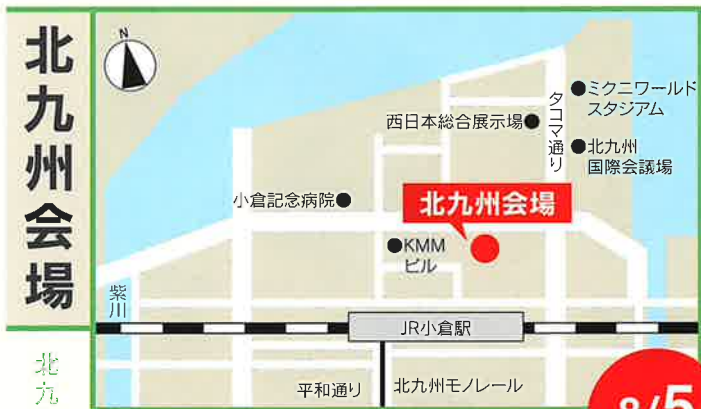 北九州会場
N
ミクニワールド
スタジアム
タコマ通り
西日本総合展示場
北九州
国際会議場
小倉記念病院
北九州会場
KMM
ビル
紫川
JR小倉駅
平和通り
北九州モノレール
北九
8/5